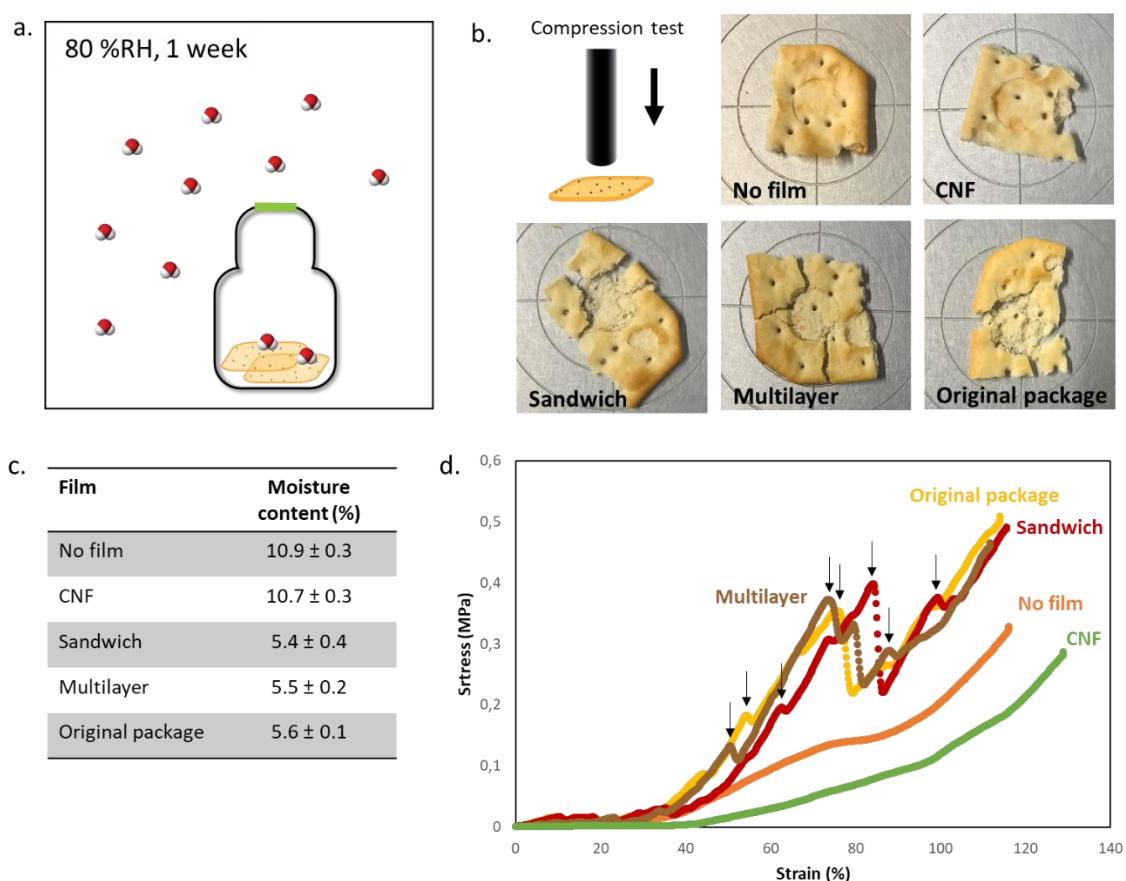 a.
80 %RH, 1 week
b.
Compression test
No film
CNF
Sandwich
Multilayer
Original package
c.
Film Moisture content (%)
No film 10.9 ± 0.3
CNF 10.7 ± 0.3
Sandwich 5.4 ± 0.4
Multilayer 5.5 ± 0.2
Original package 5.6 ± 0.1
d.
0,6
0,5
0,4
0,3
0,2
0,1
0
Srtress (MPa)
Original package
Sandwich
Multilayer
No film
CNF
0 20 40 60 80 100 120 140
Strain (%)